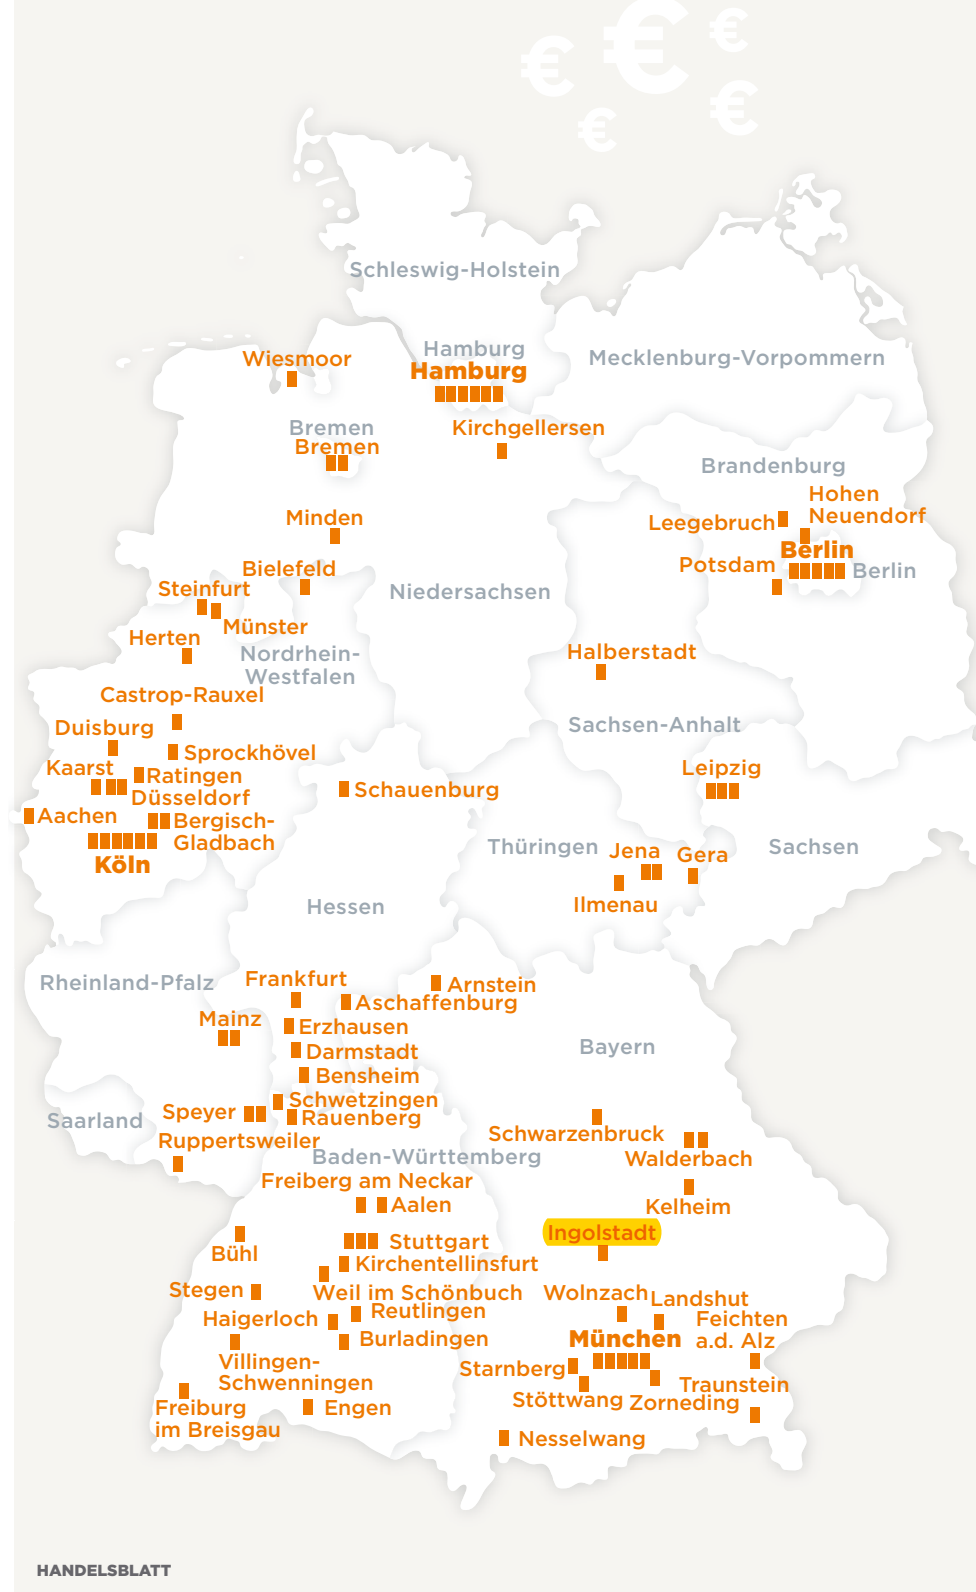 € € €
€ €
Schleswig-Holstein
Hamburg
Hamburg
Mecklenburg-Vorpommern
Wiesmoor
Bremen
Bremen
Kirchgellersen
Brandenburg
Hohen
Neuendorf
Leegebruch
Minden
Berlin
Berlin
Potsdam
Bielefeld
Steinfurt
Niedersachsen
Münster
Herten
Nordrhein-
Westfalen
Halberstadt
Castrop-Rauxel
Sachsen-Anhalt
Duisburg
Sprockhövel
Kaarst
Ratingen
Leipzig
Schauenburg
Düsseldorf
Aachen
Bergisch-
Gladbach
Köln
Thüringen
Jena
Gera
Sachsen
Ilmenau
Hessen
Rheinland-Pfalz
Frankfurt
Arnstein
Aschaffenburg
Mainz
Erzhausen
Bayern
Darmstadt
Bensheim
Schwetzingen
Speyer
Rauenberg
Saarland
Ruppertsweiler
Schwarzenbruck
Baden-Württemberg
Walderbach
Freiberg am Neckar
Aalen
Kelheim
Ingolstadt
Stuttgart
Bühl
Kirchentellinsfurt
Stegen
Weil im Schönbuch
Wolnzach
Landshut
Reutlingen
Haigerloch
Feichten
a.d. Alz
Burladingen
München
Villingen-
Schwenningen
Starnberg
Traunstein
Stöttwang
Zorneding
Freiburg
im Breisgau
Engen
Nesselwang
HANDELSBLATT